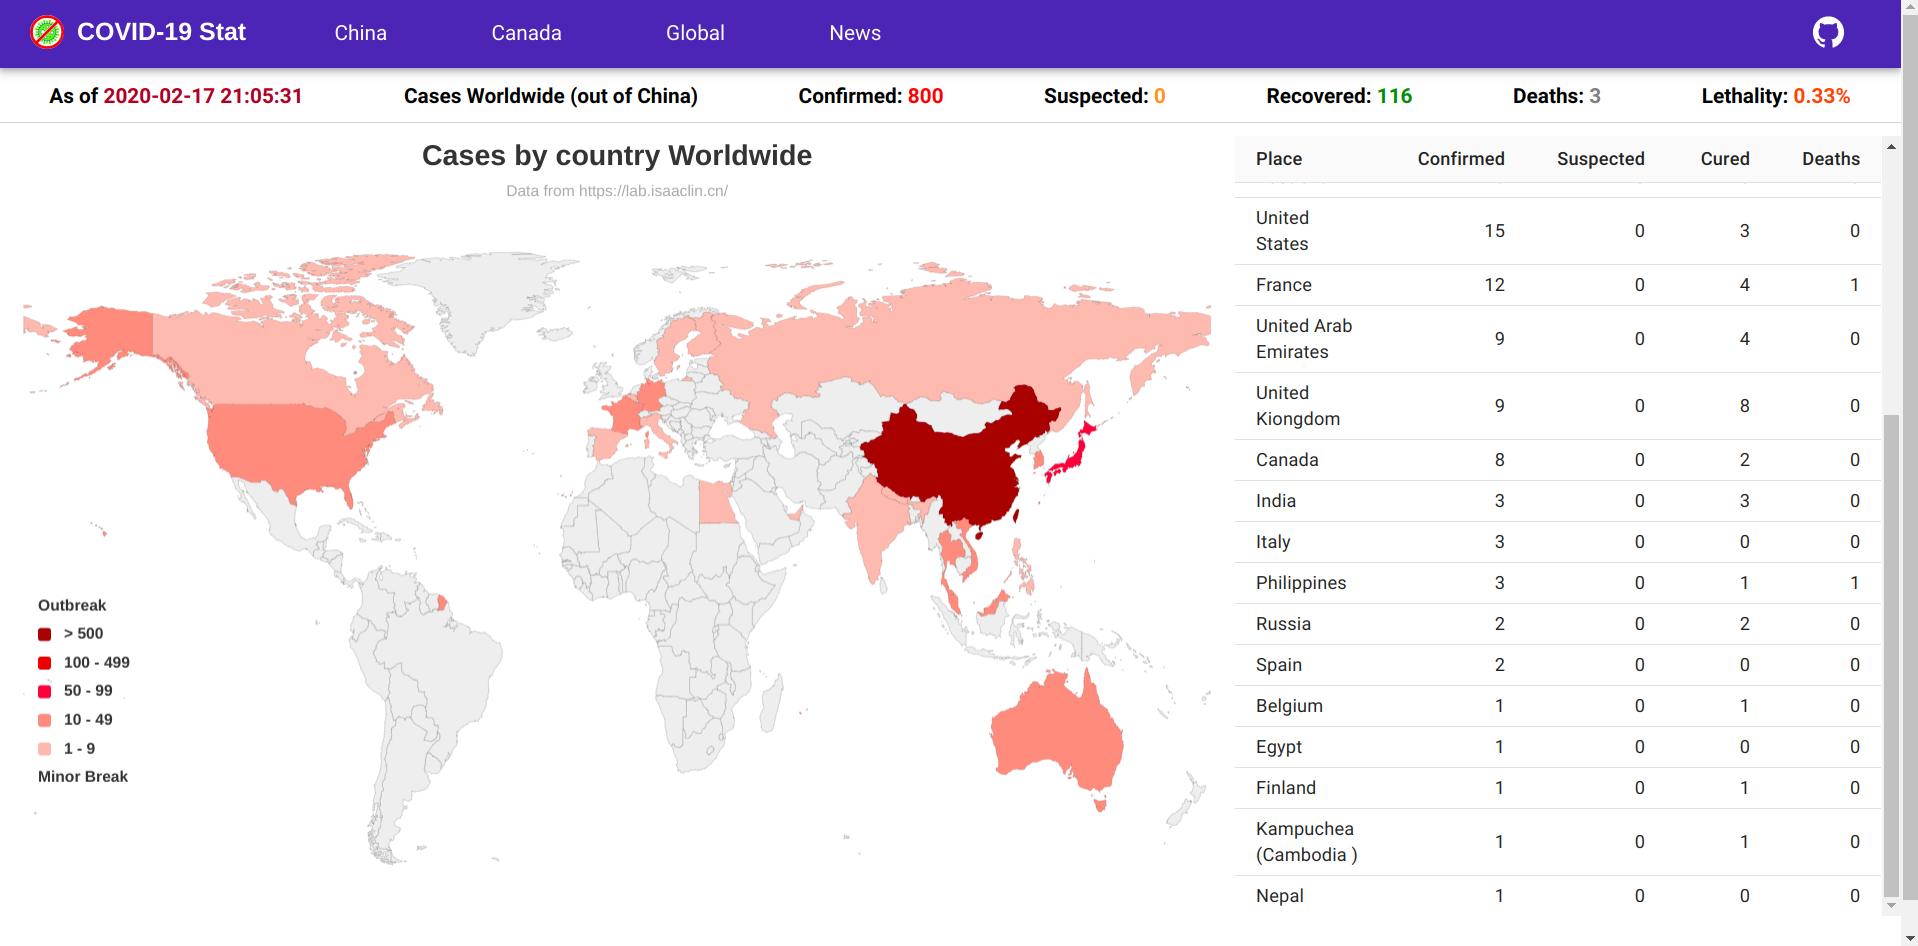 COVID-19 Stat China Canada Global News
As of 2020-02-17 21:05:31 Cases Worldwide (out of China) Confirmed: 800 Suspected: 0 Recovered: 116 Deaths: 3 Lethality: 0.33%
Cases by country Worldwide
Data from https://lab.isaaclin.cn/
Outbreak
> 500
100 - 499
50 - 99
10 - 49
1 - 9
Minor Break
Place Confirmed Suspected Cured Deaths
United
States 15 0 3 0
France 12 0 4 1
United Arab
Emirates 9 0 4 0
United
Kiongdom 9 0 8 0
Canada 8 0 2 0
India 3 0 3 0
Italy 3 0 0 0
Philippines 3 0 1 1
Russia 2 0 2 0
Spain 2 0 0 0
Belgium 1 0 1 0
Egypt 1 0 0 0
Finland 1 0 1 0
Kampuchea
(Cambodia ) 1 0 1 0
Nepal 1 0 0 0